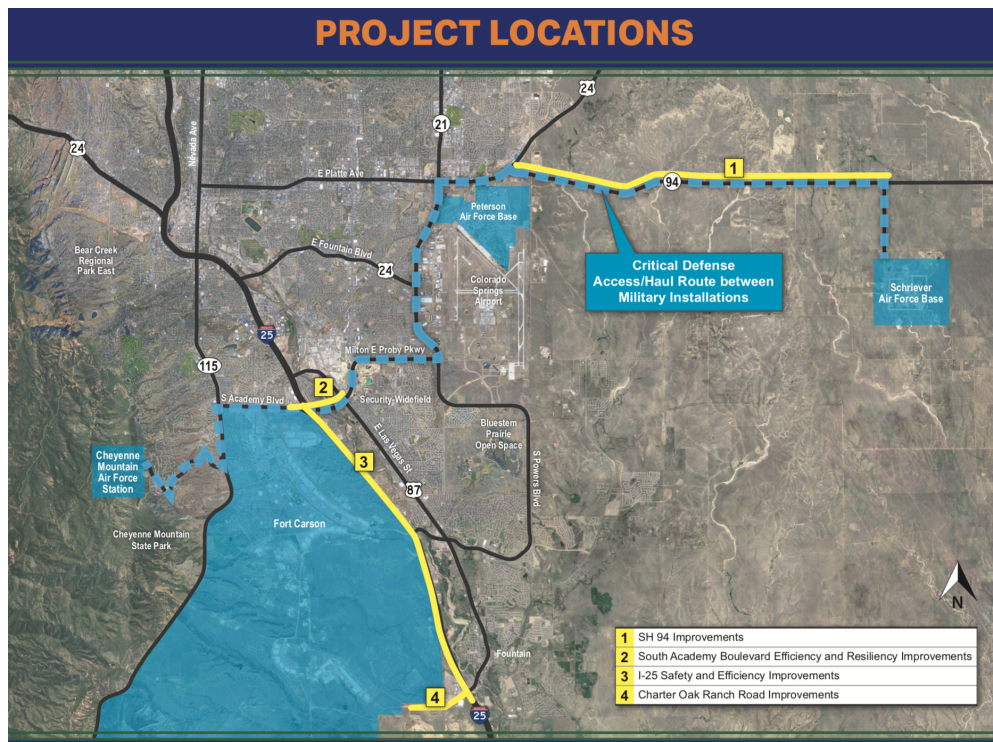 PROJECT LOCATIONS
24
24
21
Nevada Ave
E Platte Ave
1
94
Peterson
Air Force Base
Bear Creek
Regional
Park East
E Fountain Blvd
24
Colorado
Springs
Airport
Critical Defense
Access/Haul Route between
Military Installations
Schriever
Air Force Base
25
Milton E Proby Pkwy
115
2
S Academy Blvd
Security-Widefield
Bluestem
Prairie
Open Space
E Las Vegas St
3
S Powers Blvd
Cheyenne
Mountain
Air Force
Station
87
Fort Carson
Cheyenne Mountain
State Park
N
Fountain
4
25
1 SH 94 Improvements
2 South Academy Boulevard Efficiency and Resiliency Improvements
3 I-25 Safety and Efficiency Improvements
4 Charter Oak Ranch Road Improvements